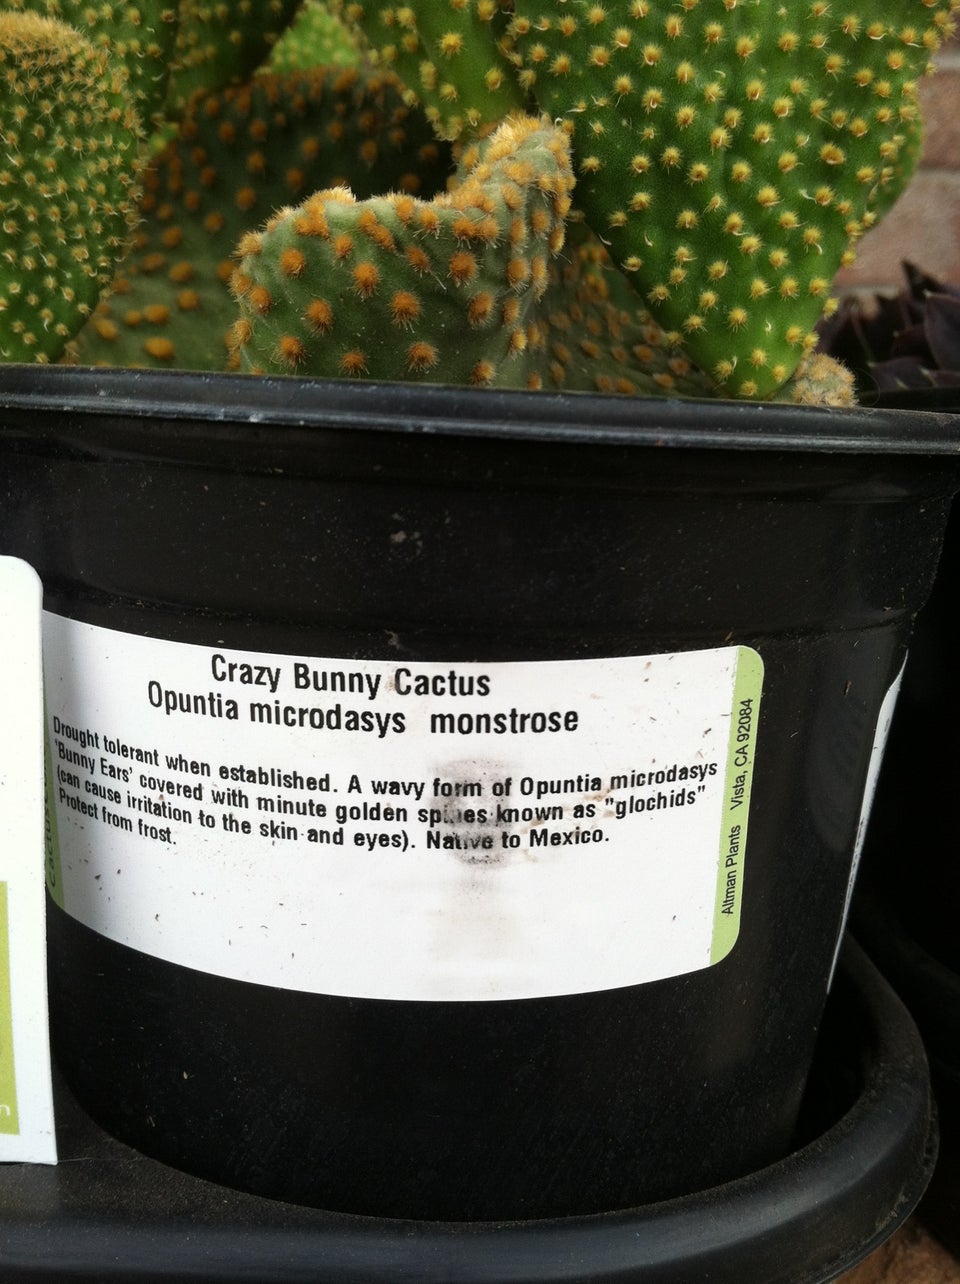 Crazy Bunny Cactus
Opuntia microdasys monstrose
Drought tolerant when established. A wavy form of Opuntia microdasys
'Bunny Ears' covered with minute golden spines known as "glochids"
(can cause irritation to the skin and eyes). Native to Mexico.
Protect from frost.
Altman Plants Vista, CA 92084